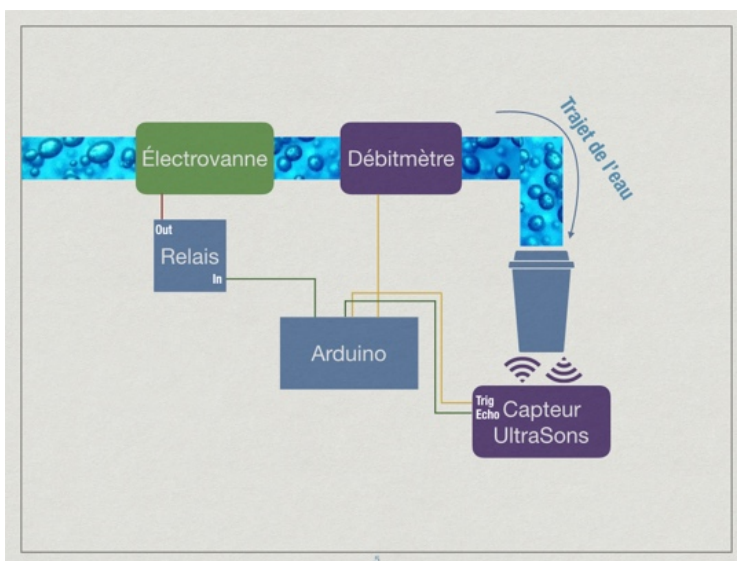 Électrovanne
Débitmètre
Trajet de l'eau
Out
Relais
In
Arduino
Trig
Echo
Capteur
UltraSons